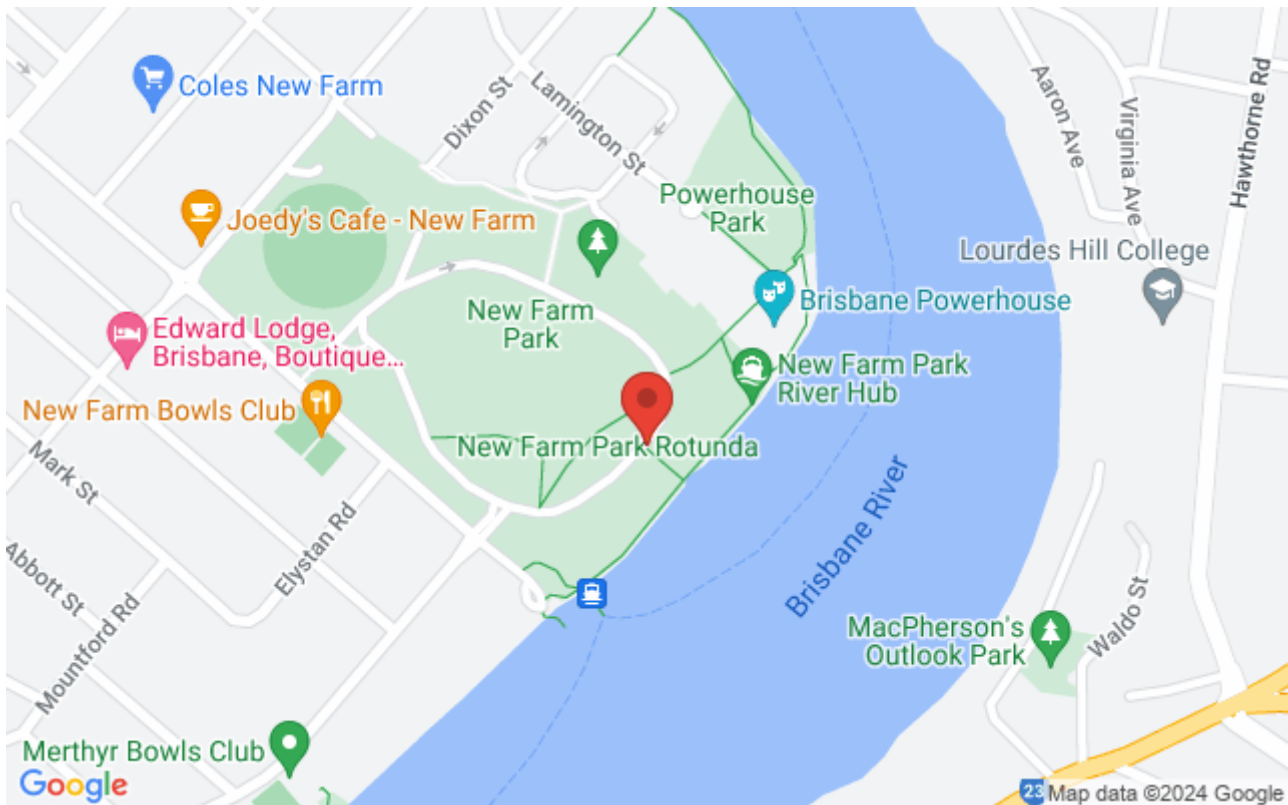 Coles New Farm
Dixon St
Lamington St
Aaron Ave
Virginia Ave
Hawthorne Rd
Joedy's Cafe - New Farm
Powerhouse
Park
Lourdes Hill College
New Farm
Park
Brisbane Powerhouse
Edward Lodge,
Brisbane, Boutique...
New Farm Park
River Hub
New Farm Bowls Club
New Farm Park Rotunda
Mark St
Elystan Rd
Abbott St
Mountford Rd
Brisbane River
MacPherson's
Outlook Park
Waldo St
Merthyr Bowls Club
Google
23
Map data ©2024 Google